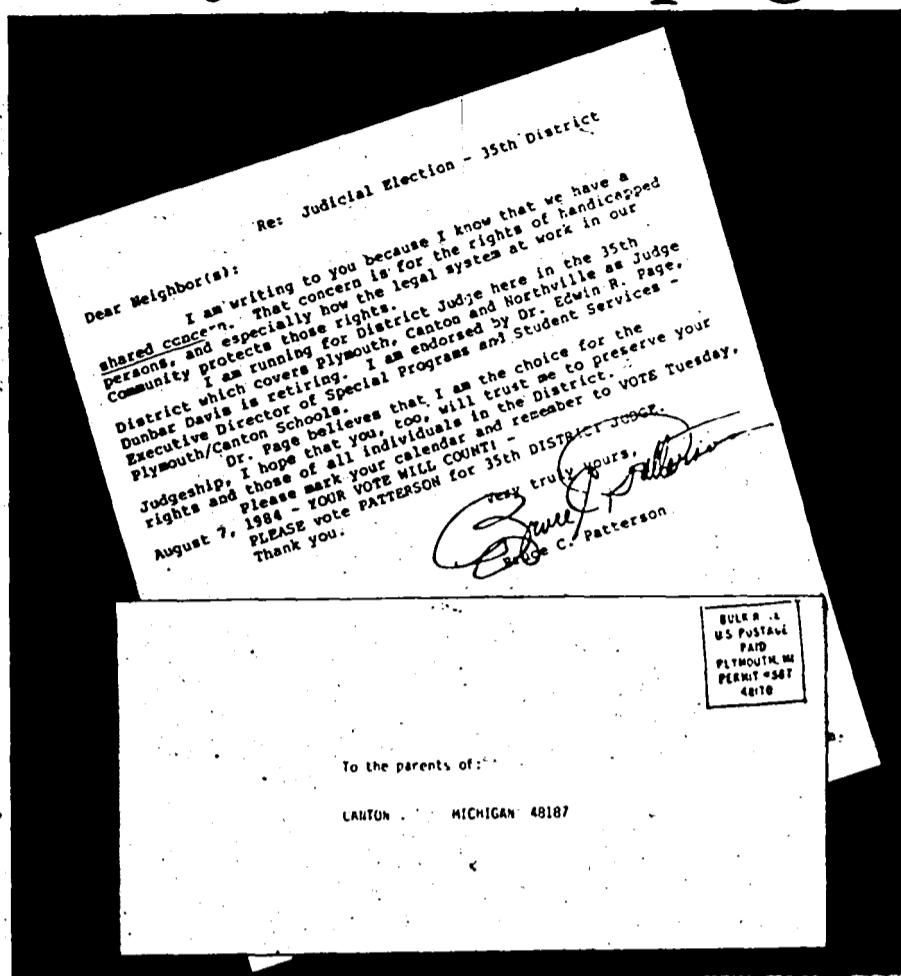 Re: Judicial Election - 35th District
Dear Neighbor(s):
I am writing to you because I know that we have a
shared concern. That concern is for the rights of handicapped
persons, and especially how the legal system at work in our
Community protects those rights.
I am running for District Judge here in the 35th
District which covers Plymouth, Canton and Northville as Judge
Dunbar Davis is retiring. I am endorsed by Dr. Edwin R. Page,
Executive Director of Special Programs and Student Services -
Plymouth/Canton Schools.
Dr. Page believes that I am the choice for the
Judgeship, I hope that you, too, will trust me to preserve your
rights and those of all individuals in the District.
Please mark your calendar and remember to VOTE Tuesday,
August 7, 1984 - YOUR VOTE WILL COUNT! -
PLEASE vote PATTERSON for 35th DISTRICT JUDGE.
Thank you.
Very truly yours,
Bruce C. Patterson
Bruce C. Patterson
BULK
U.S POSTAGE
PAID
PLYMOUTH, MI
PERMIT #587
48170
To the parents of:
CANTON . MICHIGAN 48187